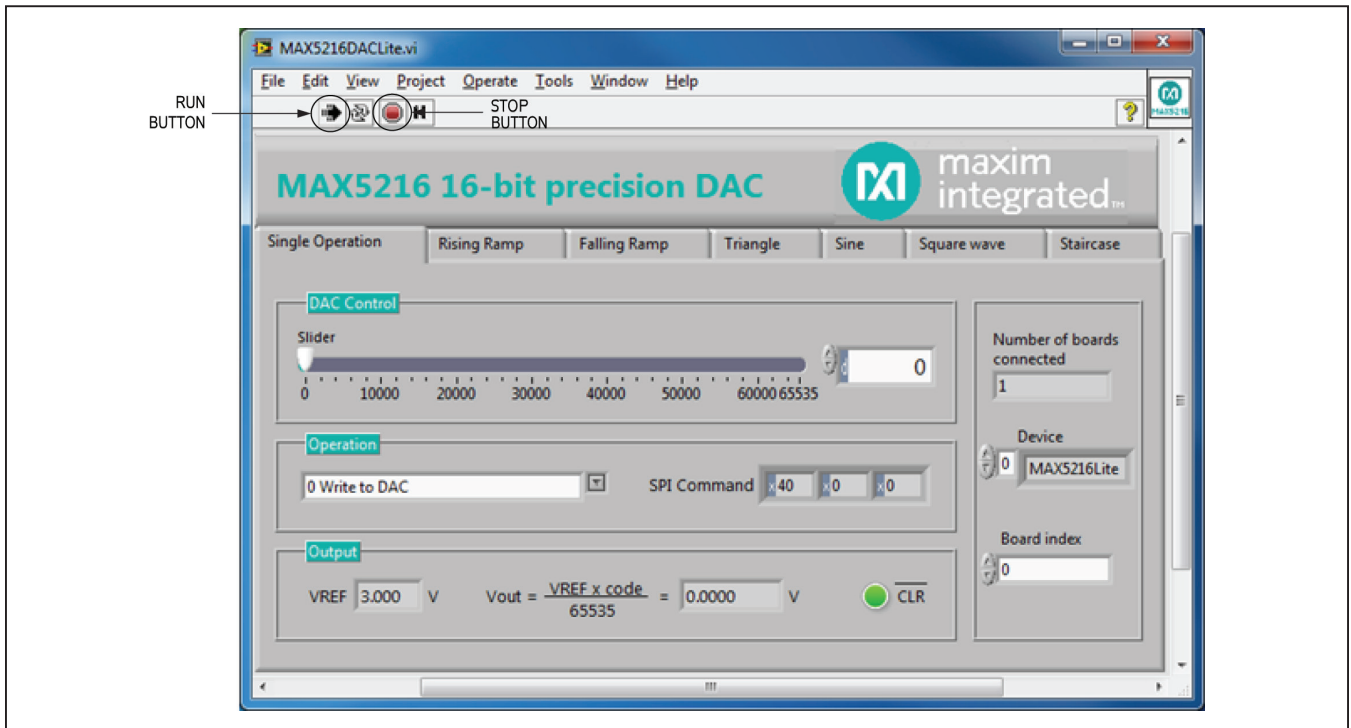 MAX5216DACLite.vi
File Edit View Project Operate Tools Window Help
RUN
BUTTON
STOP
BUTTON
MAX5216
MAX5216 16-bit precision DAC
maxim
integrated™
Single Operation Rising Ramp Falling Ramp Triangle Sine Square wave Staircase
DAC Control
Slider
d 0
0 10000 20000 30000 40000 50000 60000 65535
Operation
0 Write to DAC
SPI Command x40 x0 x0
Output
VREF 3.000 V Vout = VREF x code / 65535 = 0.0000 V CLR
Number of boards
connected
1
Device
0 MAX5216Lite
Board index
0